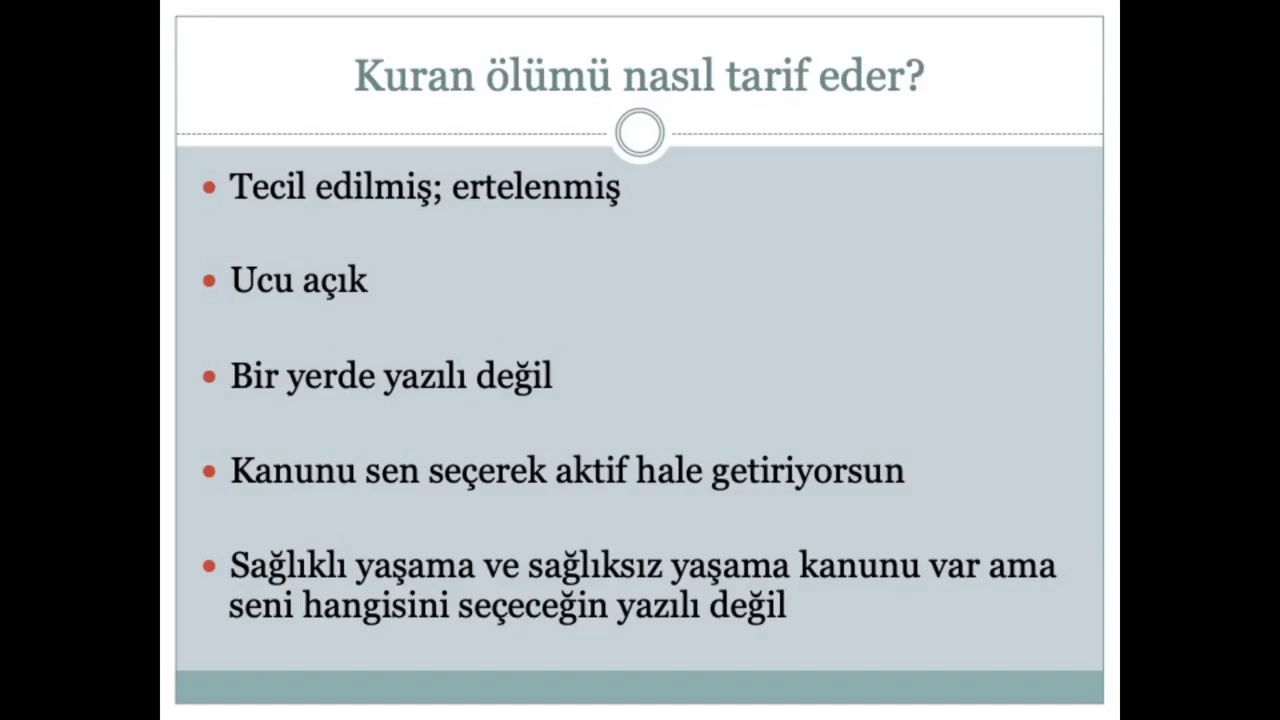 Kuran ölümü nasıl tarif eder?
• Tecil edilmiş; ertelenmiş
• Ucu açık
• Bir yerde yazılı değil
• Kanunu sen seçerek aktif hale getiriyorsun
• Sağlıklı yaşama ve sağlıksız yaşama kanunu var ama
seni hangisini seçeceğin yazılı değil